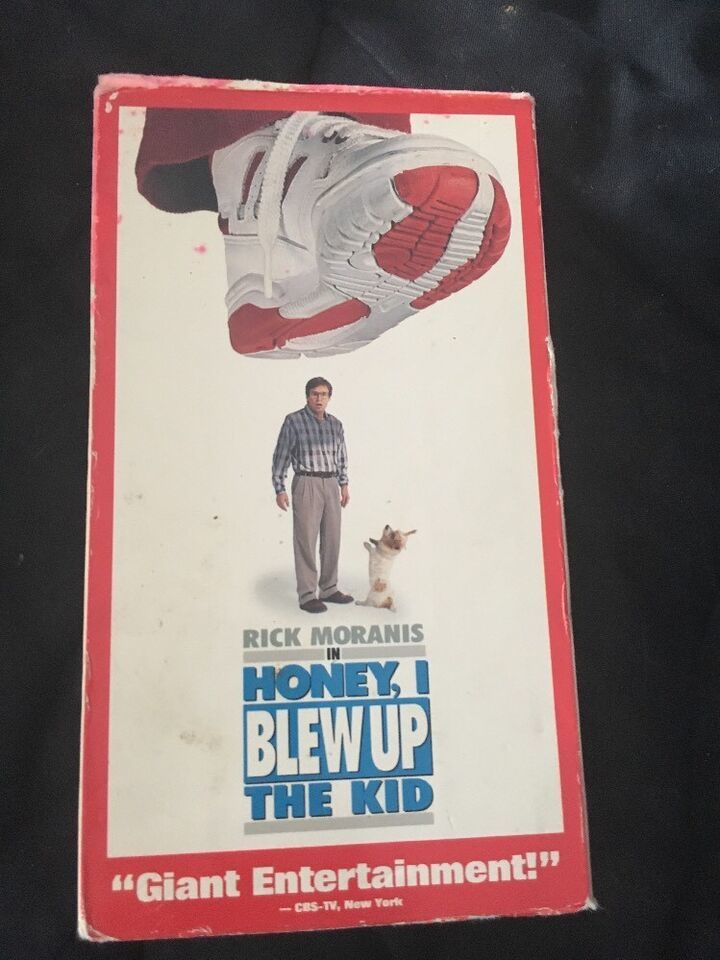 RICK MORANIS
IN
HONEY, I
BLEW UP
THE KID
“Giant Entertainment!”
— CBS-TV, New York